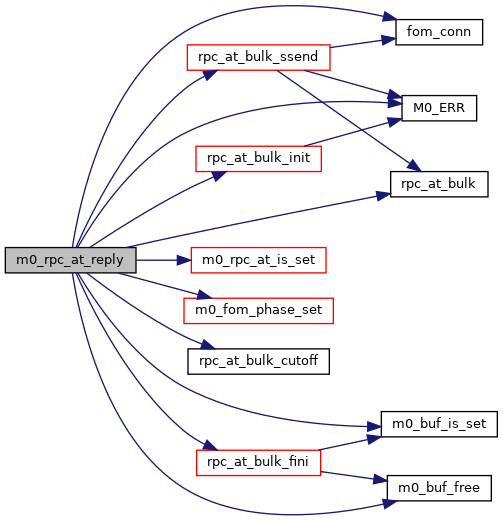 fom_conn
rpc_at_bulk_ssend
M0_ERR
rpc_at_bulk_init
rpc_at_bulk
m0_rpc_at_reply
m0_rpc_at_is_set
m0_fom_phase_set
rpc_at_bulk_cutoff
m0_buf_is_set
rpc_at_bulk_fini
m0_buf_free